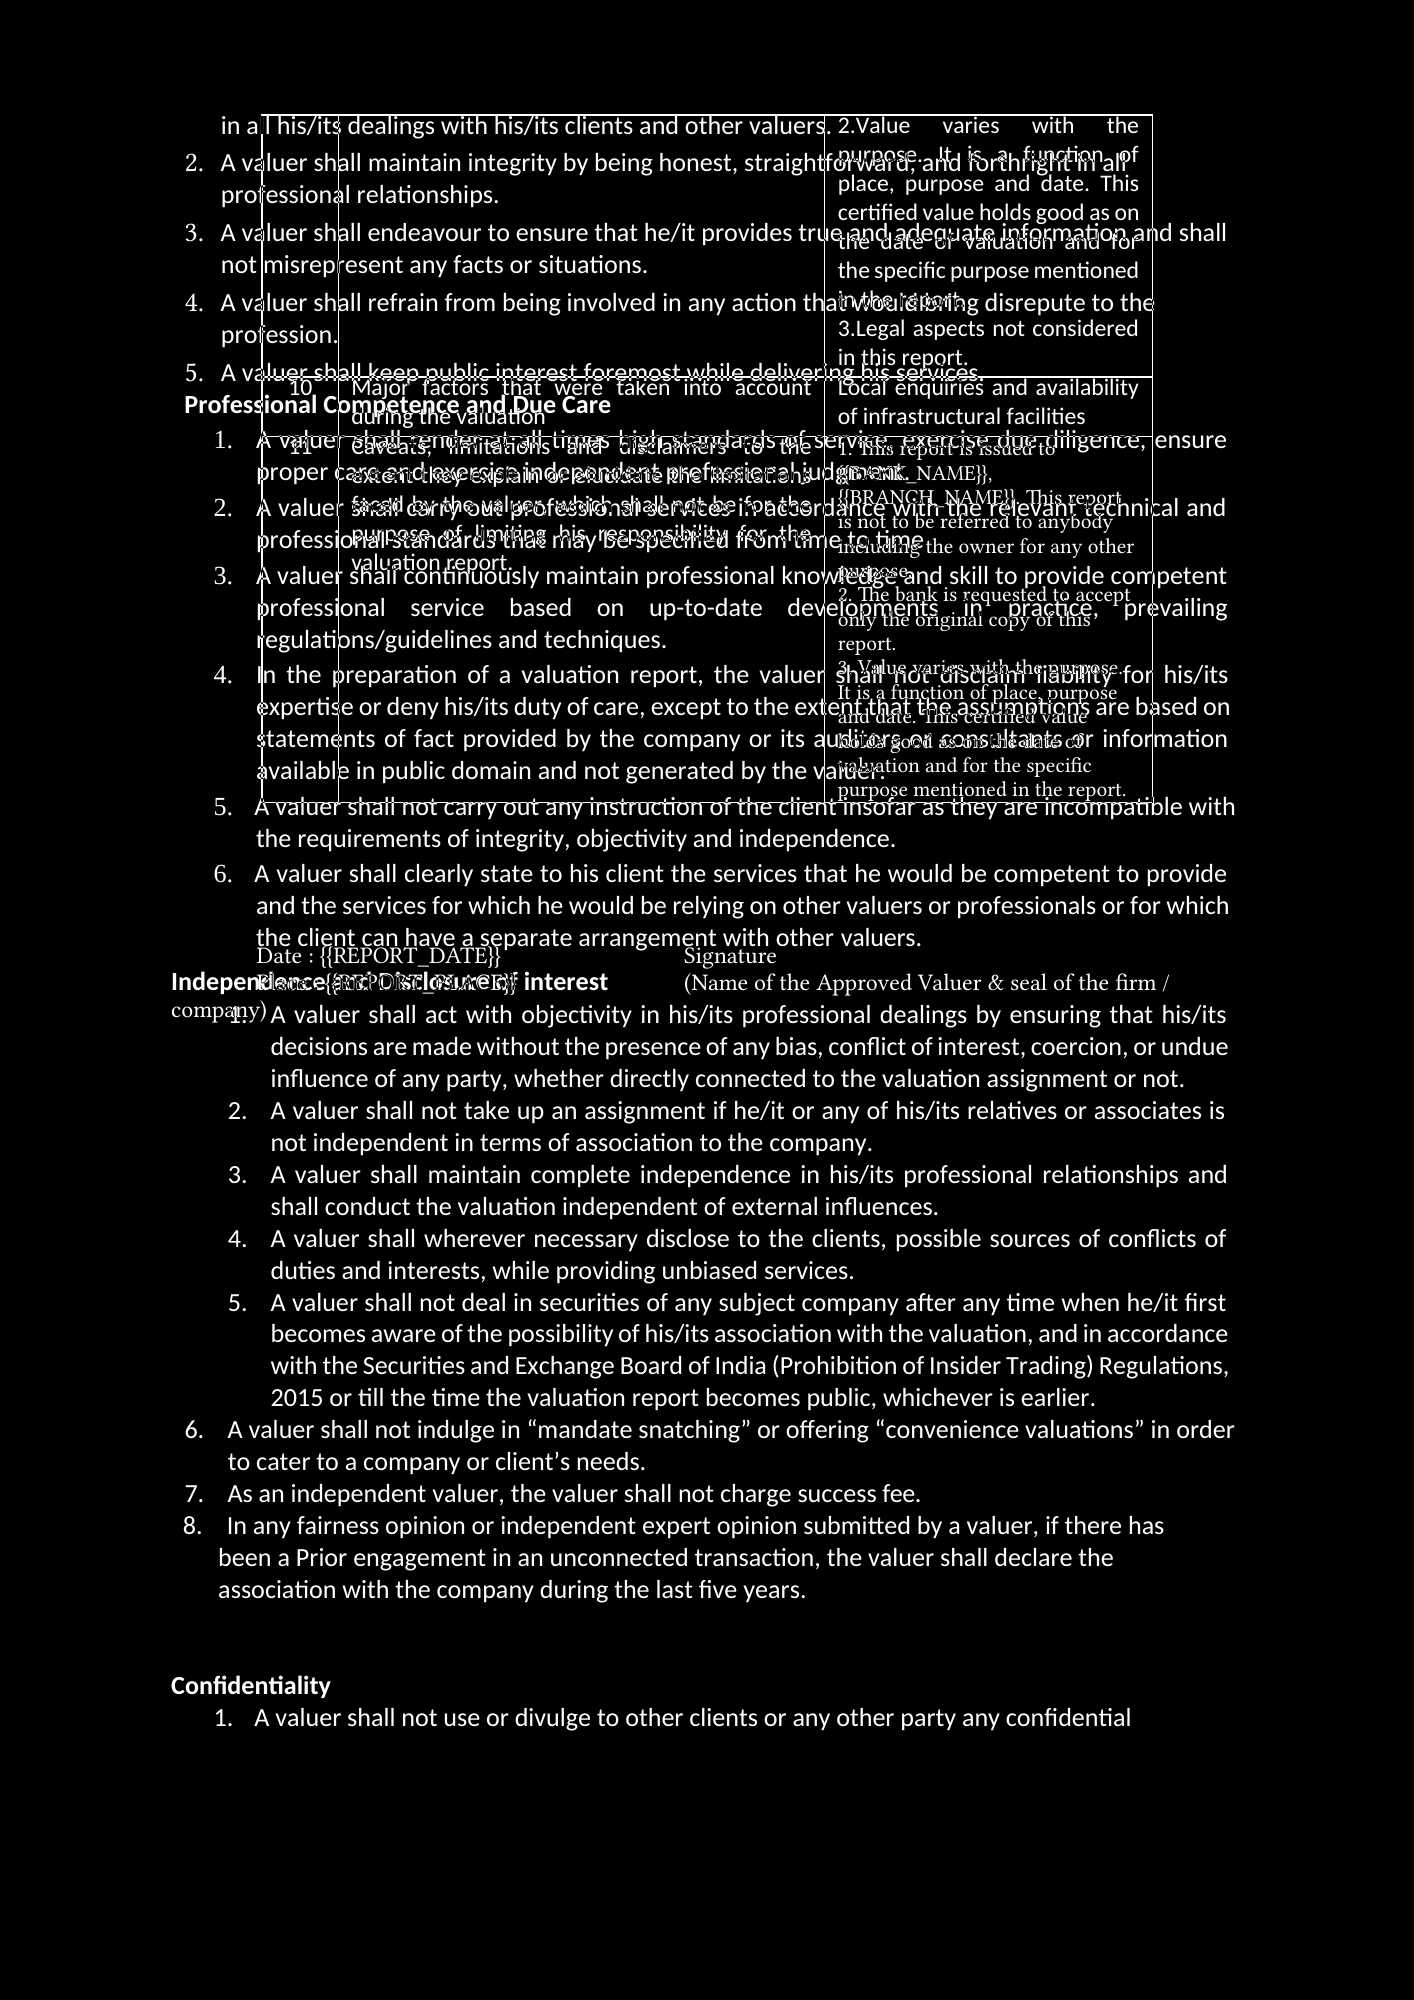 in all his/its dealings with his/its clients and other valuers.
2. A valuer shall maintain integrity by being honest, straightforward, and forthright in all
professional relationships.
3. A valuer shall endeavour to ensure that he/it provides true and adequate information and shall
not misrepresent any facts or situations.
4. A valuer shall refrain from being involved in any action that would bring disrepute to the
profession.
5. A valuer shall keep public interest foremost while delivering his services.
2.Value varies with the
purpose. It is a function of
place, purpose and date. This
certified value holds good as on
the date of valuation and for
the specific purpose mentioned
in the report.
3.Legal aspects not considered
in this report.
10 Major factors that were taken into account
during the valuation
Local enquiries and availability
of infrastructural facilities
11 Caveats, limitations and disclaimers to the
extent they explain or elucidate the limitations
faced by the valuer, which shall not be for the
purpose of limiting his responsibility for the
valuation report.
1. This report is issued to
{{BANK_NAME}},
{{BRANCH_NAME}}. This report
is not to be referred to anybody
including the owner for any other
purpose.
2. The bank is requested to accept
only the original copy of this
report.
3. Value varies with the purpose.
It is a function of place, purpose
and date. This certified value
holds good as on the date of
valuation and for the specific
purpose mentioned in the report.
Professional Competence and Due Care
1. A valuer shall render at all times high standards of service, exercise due diligence, ensure
proper care and exercise independent professional judgment.
2. A valuer shall carry out professional services in accordance with the relevant technical and
professional standards that may be specified from time to time
3. A valuer shall continuously maintain professional knowledge and skill to provide competent
professional service based on up-to-date developments in practice, prevailing
regulations/guidelines and techniques.
4. In the preparation of a valuation report, the valuer shall not disclaim liability for his/its
expertise or deny his/its duty of care, except to the extent that the assumptions are based on
statements of fact provided by the company or its auditors or consultants or information
available in public domain and not generated by the valuer.
5. A valuer shall not carry out any instruction of the client insofar as they are incompatible with
the requirements of integrity, objectivity and independence.
6. A valuer shall clearly state to his client the services that he would be competent to provide
and the services for which he would be relying on other valuers or professionals or for which
the client can have a separate arrangement with other valuers.
Date : {{REPORT_DATE}} Signature
Place : {{REPORT_PLACE}} (Name of the Approved Valuer & seal of the firm /
company)
Independence and Disclosure of interest
1. A valuer shall act with objectivity in his/its professional dealings by ensuring that his/its
decisions are made without the presence of any bias, conflict of interest, coercion, or undue
influence of any party, whether directly connected to the valuation assignment or not.
2. A valuer shall not take up an assignment if he/it or any of his/its relatives or associates is
not independent in terms of association to the company.
3. A valuer shall maintain complete independence in his/its professional relationships and
shall conduct the valuation independent of external influences.
4. A valuer shall wherever necessary disclose to the clients, possible sources of conflicts of
duties and interests, while providing unbiased services.
5. A valuer shall not deal in securities of any subject company after any time when he/it first
becomes aware of the possibility of his/its association with the valuation, and in accordance
with the Securities and Exchange Board of India (Prohibition of Insider Trading) Regulations,
2015 or till the time the valuation report becomes public, whichever is earlier.
6. A valuer shall not indulge in “mandate snatching” or offering “convenience valuations” in order
to cater to a company or client’s needs.
7. As an independent valuer, the valuer shall not charge success fee.
8. In any fairness opinion or independent expert opinion submitted by a valuer, if there has
been a Prior engagement in an unconnected transaction, the valuer shall declare the
association with the company during the last five years.
Confidentiality
1. A valuer shall not use or divulge to other clients or any other party any confidential